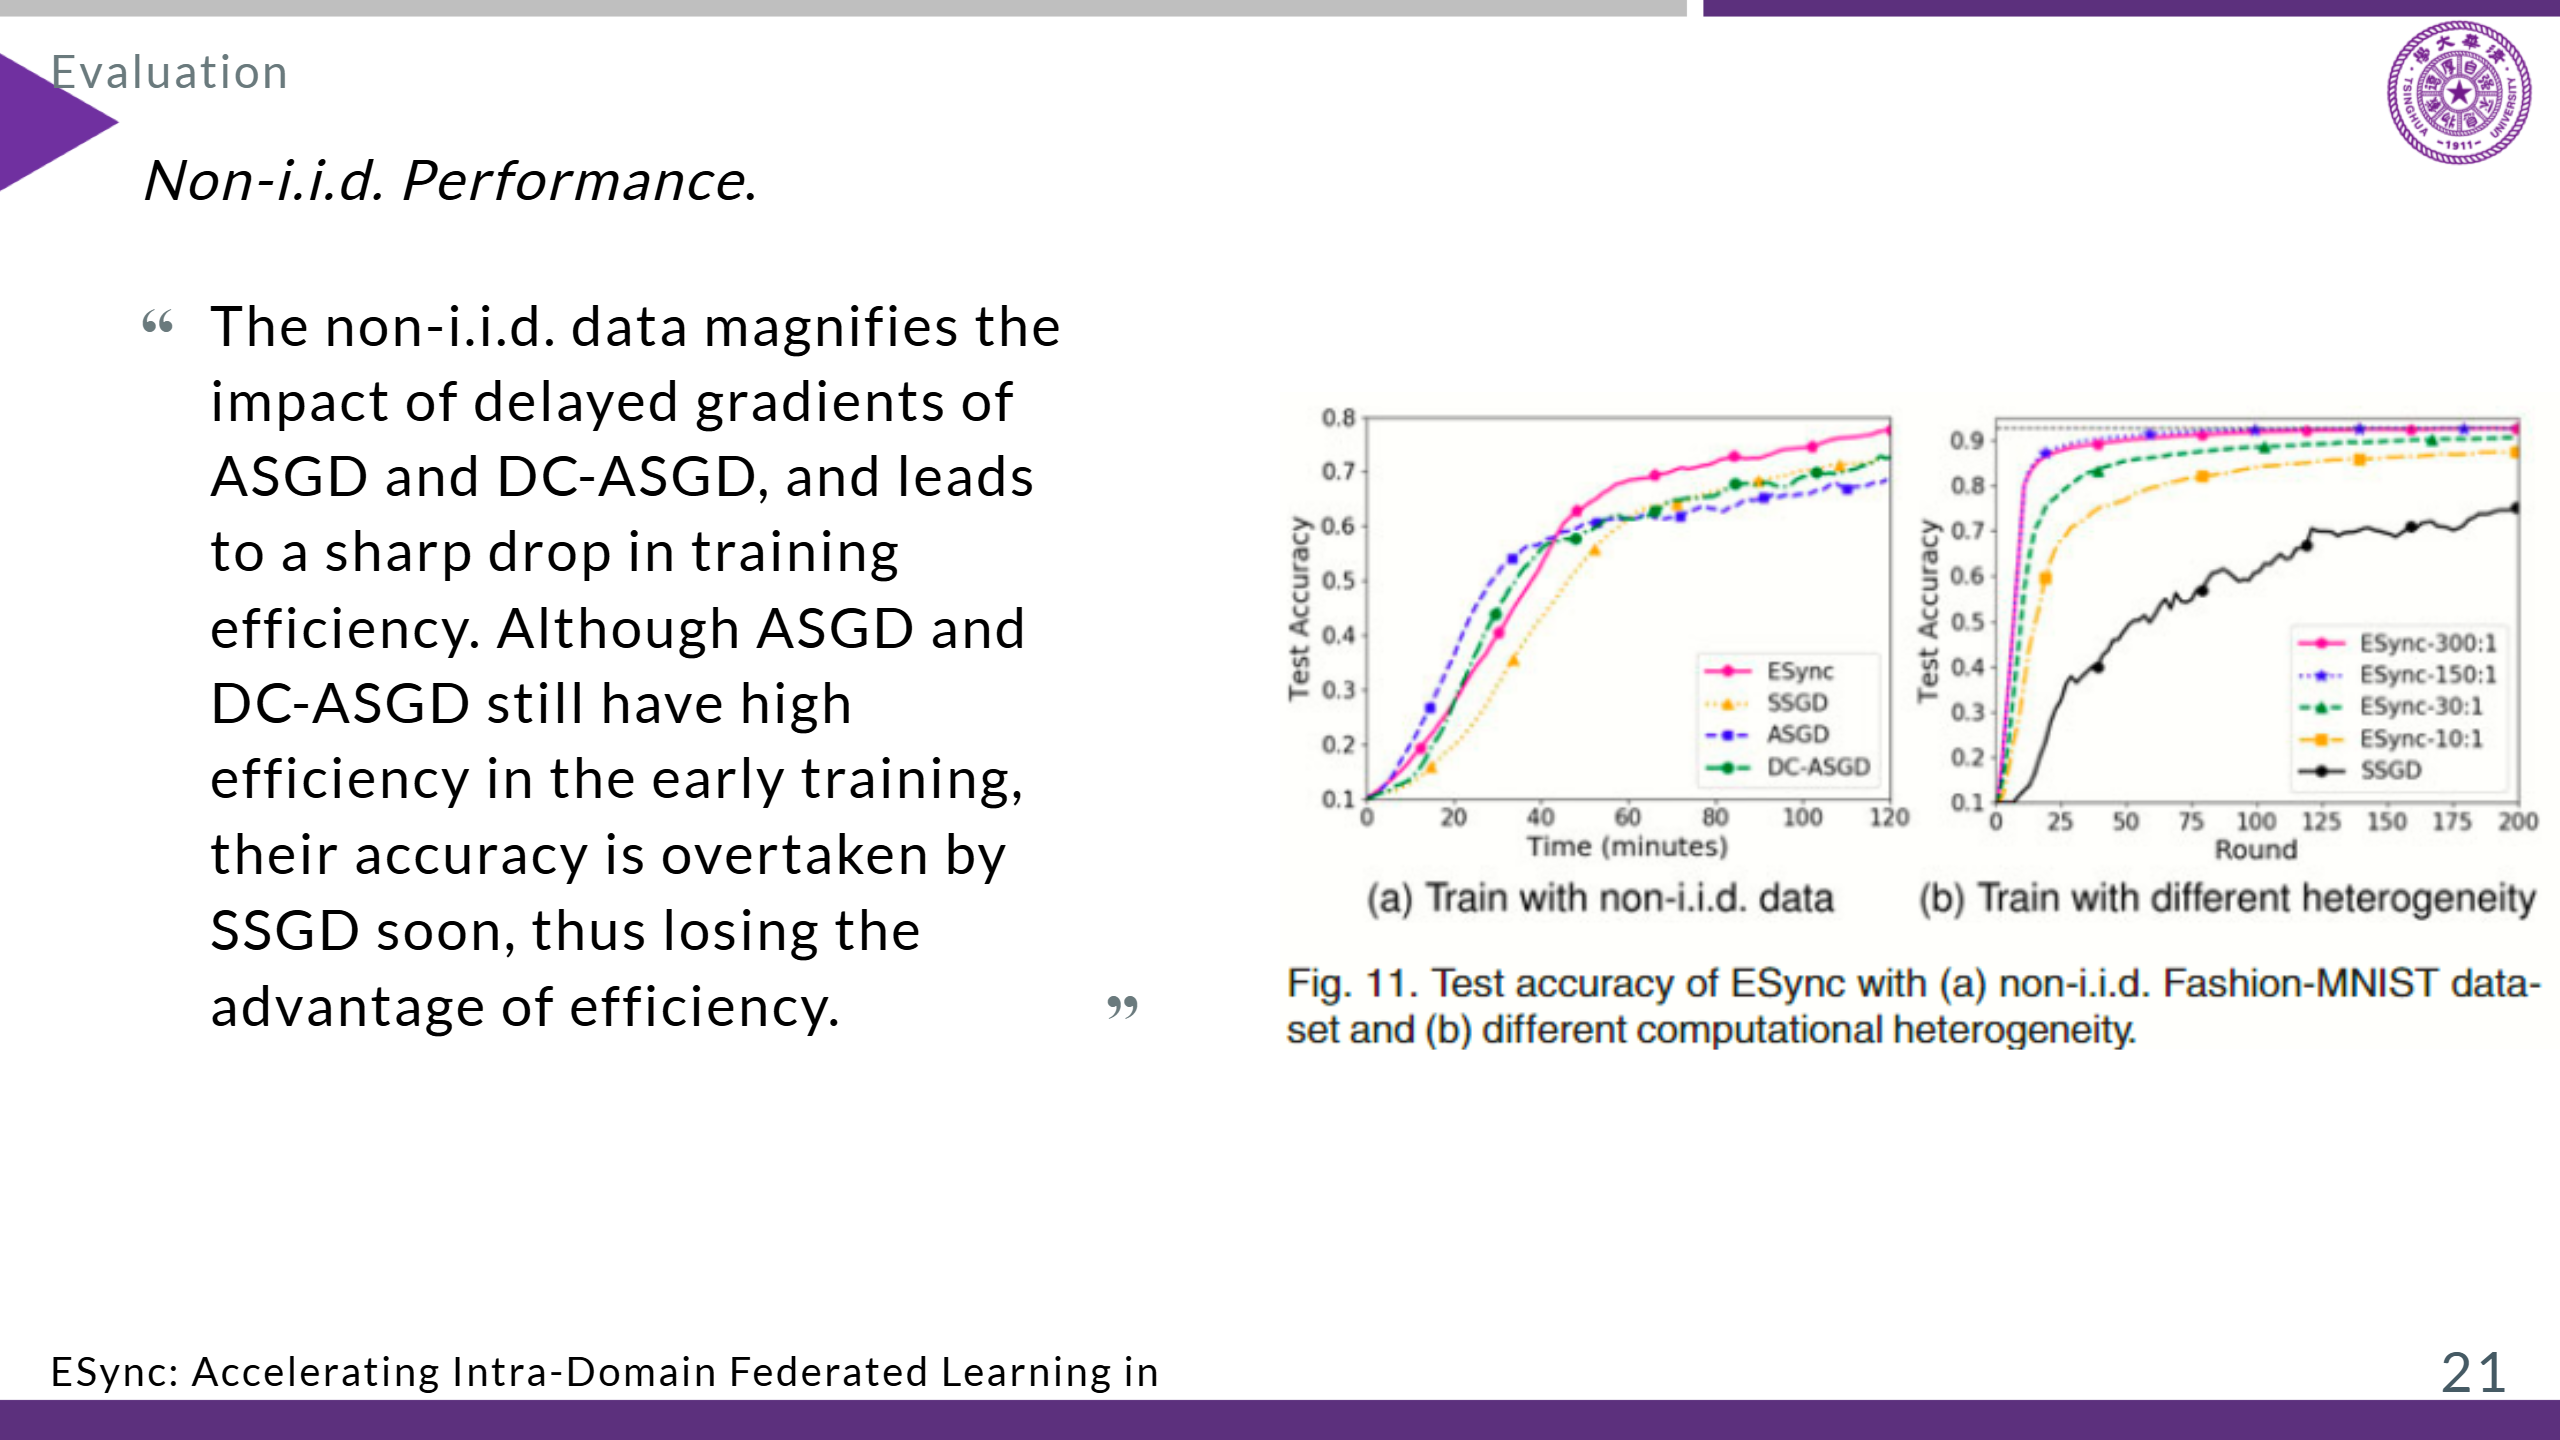 Evaluation
Non-i.i.d. Performance.
“ The non-i.i.d. data magnifies the
impact of delayed gradients of
ASGD and DC-ASGD, and leads
to a sharp drop in training
efficiency. Although ASGD and
DC-ASGD still have high
efficiency in the early training,
their accuracy is overtaken by
SSGD soon, thus losing the
advantage of efficiency. ”
0.8
0.7
0.6
0.5
0.4
0.3
0.2
0.1
Test Accuracy
ESync
SSGD
ASGD
DC-ASGD
0 20 40 60 80 100 120
Time (minutes)
(a) Train with non-i.i.d. data
0.9
0.8
0.7
0.6
0.5
0.4
0.3
0.2
0.1
Test Accuracy
ESync-300:1
ESync-150:1
ESync-30:1
ESync-10:1
SSGD
0 25 50 75 100 125 150 175 200
Round
(b) Train with different heterogeneity
Fig. 11. Test accuracy of ESync with (a) non-i.i.d. Fashion-MNIST data-
set and (b) different computational heterogeneity.
TSINGHUA UNIVERSITY
-1911-
ESync: Accelerating Intra-Domain Federated Learning in
21